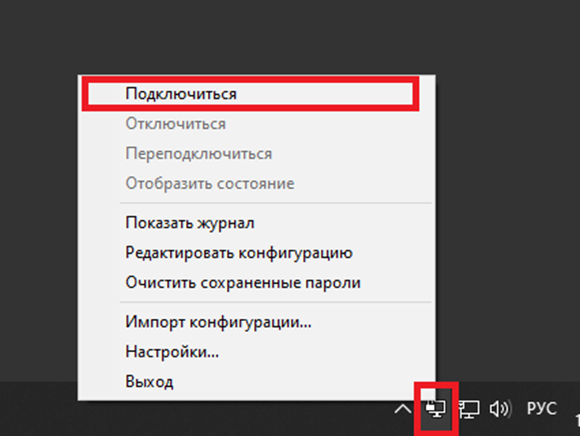 Подключиться
Отключиться
Переподключиться
Отобразить состояние
Показать журнал
Редактировать конфигурацию
Очистить сохраненные пароли
Импорт конфигурации...
Настройки...
Выход
РУС